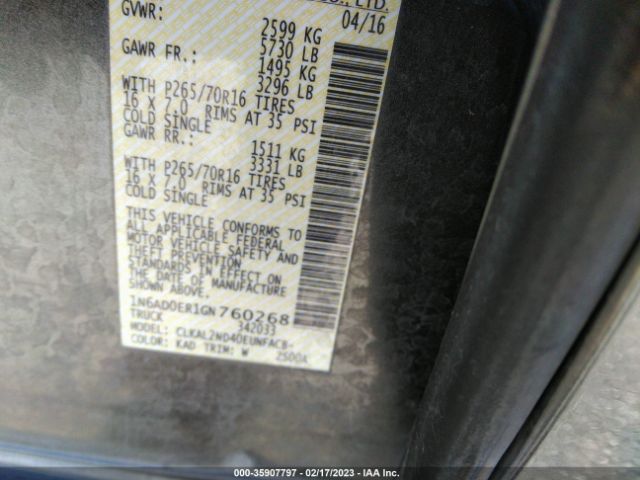 CO., LTD.
04/16
GVWR:
2599 KG
5730 LB
GAWR FR.:
1495 KG
3296 LB
WITH P265/70R16 TIRES
16 X 7.0 RIMS AT 35 PSI
COLD SINGLE
GAWR RR.:
1511 KG
3331 LB
WITH P265/70R16 TIRES
16 X 7.0 RIMS AT 35 PSI
COLD SINGLE
THIS VEHICLE CONFORMS TO
ALL APPLICABLE FEDERAL
MOTOR VEHICLE SAFETY AND
THEFT PREVENTION
STANDARDS IN EFFECT ON
THE DATE OF MANUFACTURE
SHOWN ABOVE.
1N6AD0ER1GN760268
TRUCK 342033
MODEL: CLKAL2ND40EUNFACB-
COLOR: KAD TRIM: W 2500A
000-35907797 - 02/17/2023 - IAA Inc.